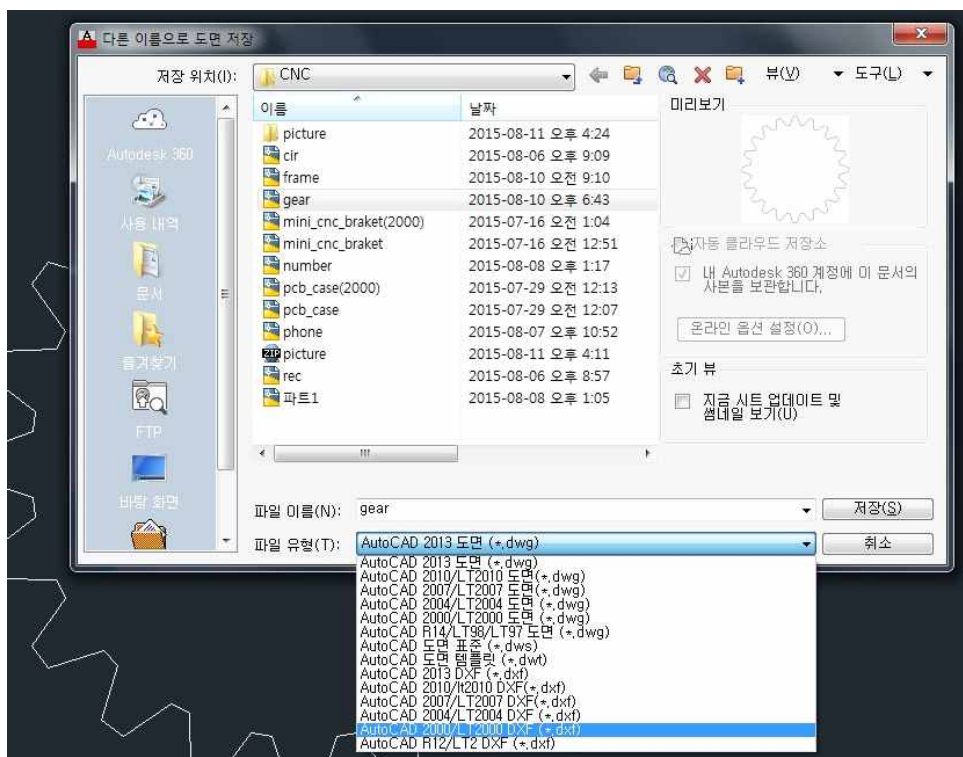 다른 이름으로 도면 저장
저장 위치(I):
CNC
뷰(V)
도구(L)
Autodesk 360
사용 내역
문서
즐겨찾기
FTP
바탕 화면
이름 날짜
picture 2015-08-11 오후 4:24
cir 2015-08-06 오후 9:09
frame 2015-08-10 오전 9:10
gear 2015-08-10 오후 6:43
mini_cnc_braket(2000) 2015-07-16 오전 1:04
mini_cnc_braket 2015-07-16 오전 12:51
number 2015-08-08 오후 1:17
pcb_case(2000) 2015-07-29 오전 12:13
pcb_case 2015-07-29 오전 12:07
phone 2015-08-07 오후 10:52
ZIP picture 2015-08-11 오후 4:11
rec 2015-08-06 오후 8:57
파트1 2015-08-08 오후 1:05
미리보기
자동 클라우드 저장소
내 Autodesk 360 계정에 이 문서의
사본을 보관합니다.
온라인 옵션 설정(O)...
초기 뷰
지금 시트 업데이트 및
썸네일 보기(U)
파일 이름(N): gear
저장(S)
파일 유형(T): AutoCAD 2013 도면 (*.dwg)
취소
AutoCAD 2013 도면 (*.dwg)
AutoCAD 2010/LT2010 도면(*.dwg)
AutoCAD 2007/LT2007 도면(*.dwg)
AutoCAD 2004/LT2004 도면 (*.dwg)
AutoCAD 2000/LT2000 도면 (*.dwg)
AutoCAD R14/LT98/LT97 도면 (*.dwg)
AutoCAD 도면 표준 (*.dws)
AutoCAD 도면 템플릿 (*.dwt)
AutoCAD 2013 DXF (*.dxf)
AutoCAD 2010/lt2010 DXF(*.dxf)
AutoCAD 2007/LT2007 DXF(*.dxf)
AutoCAD 2004/LT2004 DXF (*.dxf)
AutoCAD 2000/LT2000 DXF (*.dxf)
AutoCAD R12/LT2 DXF (*.dxf)